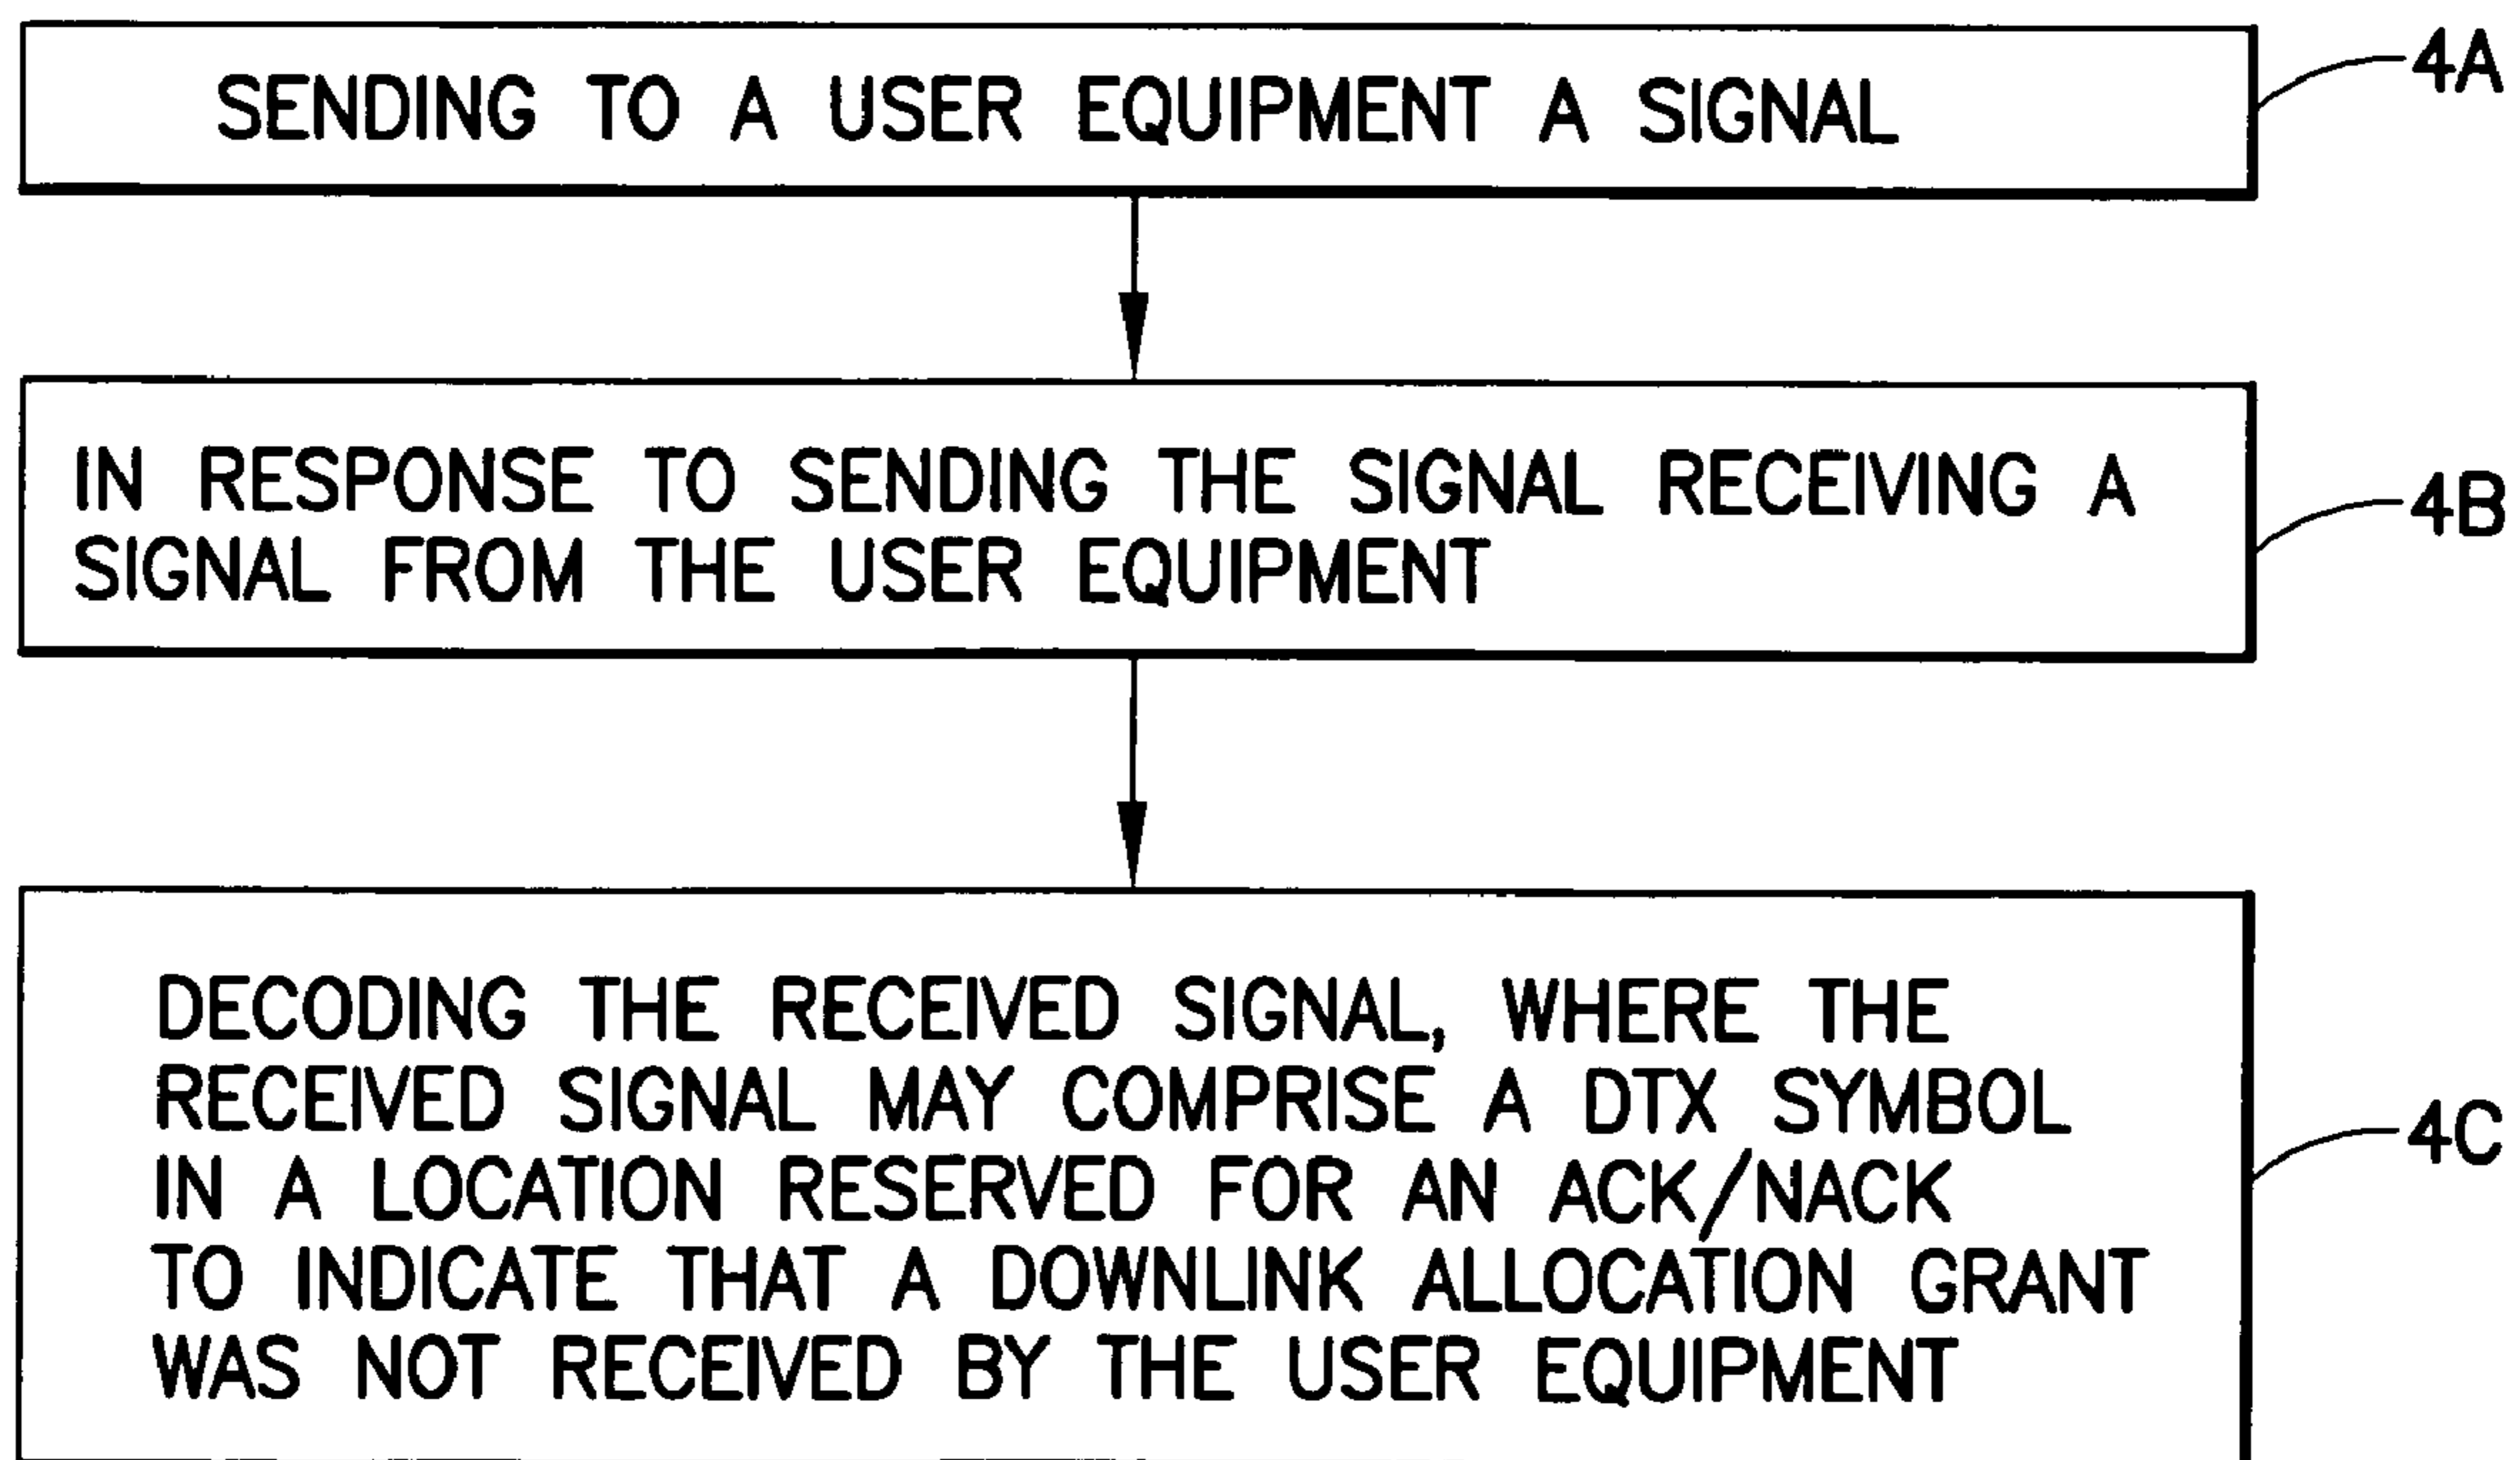 SENDING TO A USER EQUIPMENT A SIGNAL
4A
IN RESPONSE TO SENDING THE SIGNAL RECEIVING A
SIGNAL FROM THE USER EQUIPMENT
4B
DECODING THE RECEIVED SIGNAL, WHERE THE
RECEIVED SIGNAL MAY COMPRISE A DTX SYMBOL
IN A LOCATION RESERVED FOR AN ACK/NACK
TO INDICATE THAT A DOWNLINK ALLOCATION GRANT
WAS NOT RECEIVED BY THE USER EQUIPMENT
4C